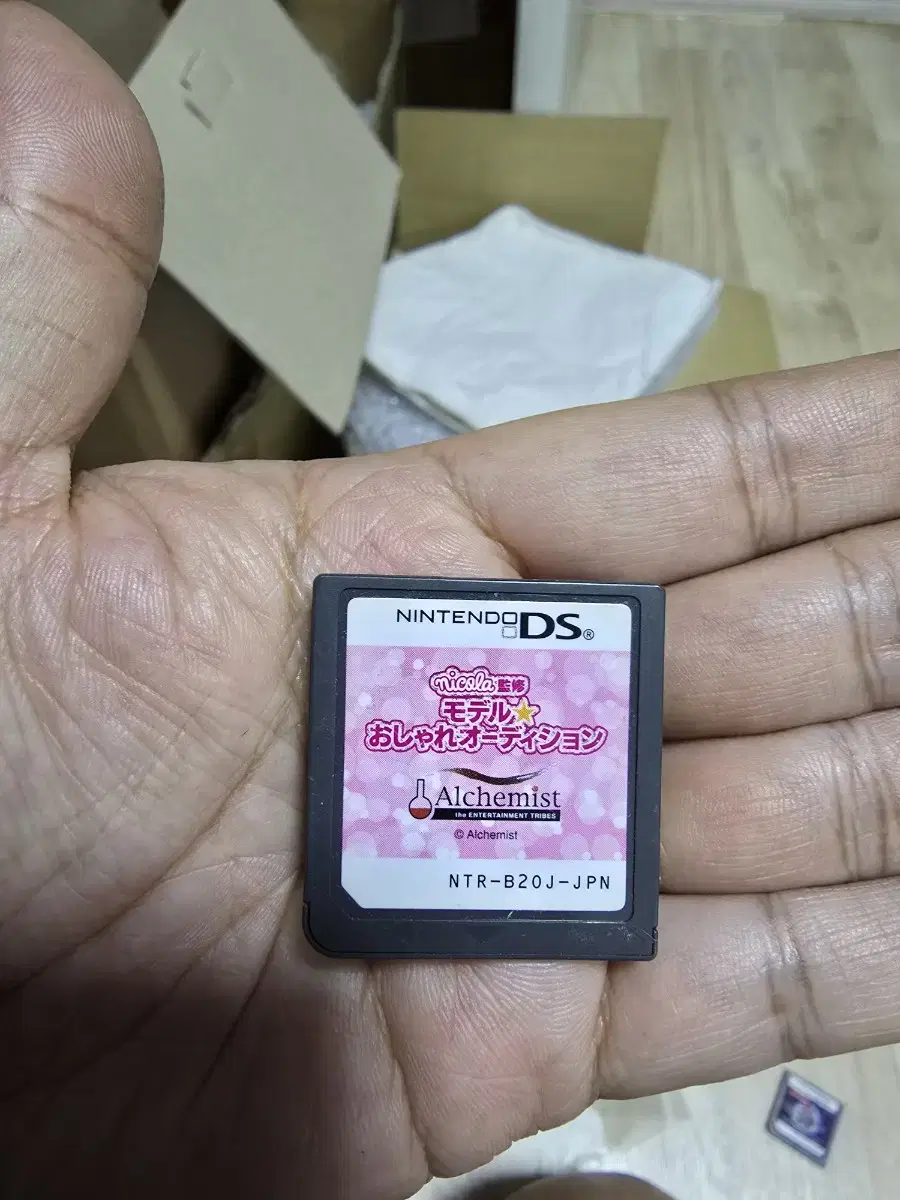 NINTENDO DS®
nicola監修
モデル★
おしゃれオーディション
Alchemist
the ENTERTAINMENT TRIBES
© Alchemist
NTR-B20J-JPN